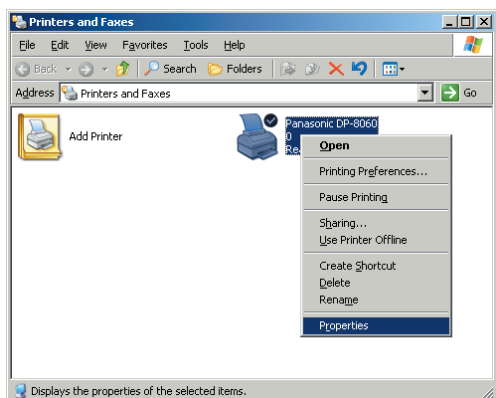 Printers and Faxes
File Edit View Favorites Tools Help
Back Search Folders
Address Printers and Faxes Go
Add Printer
Panasonic DP-8060
0
Open
Printing Preferences...
Pause Printing
Sharing...
Use Printer Offline
Create Shortcut
Delete
Rename
Properties
Displays the properties of the selected items.